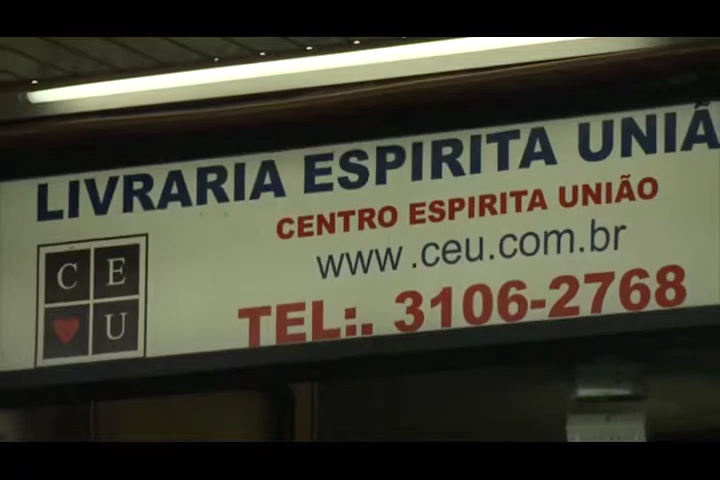 LIVRARIA ESPIRITA UNIÃ
CENTRO ESPIRITA UNIÃO
www.ceu.com.br
TEL:. 3106-2768
C E
U